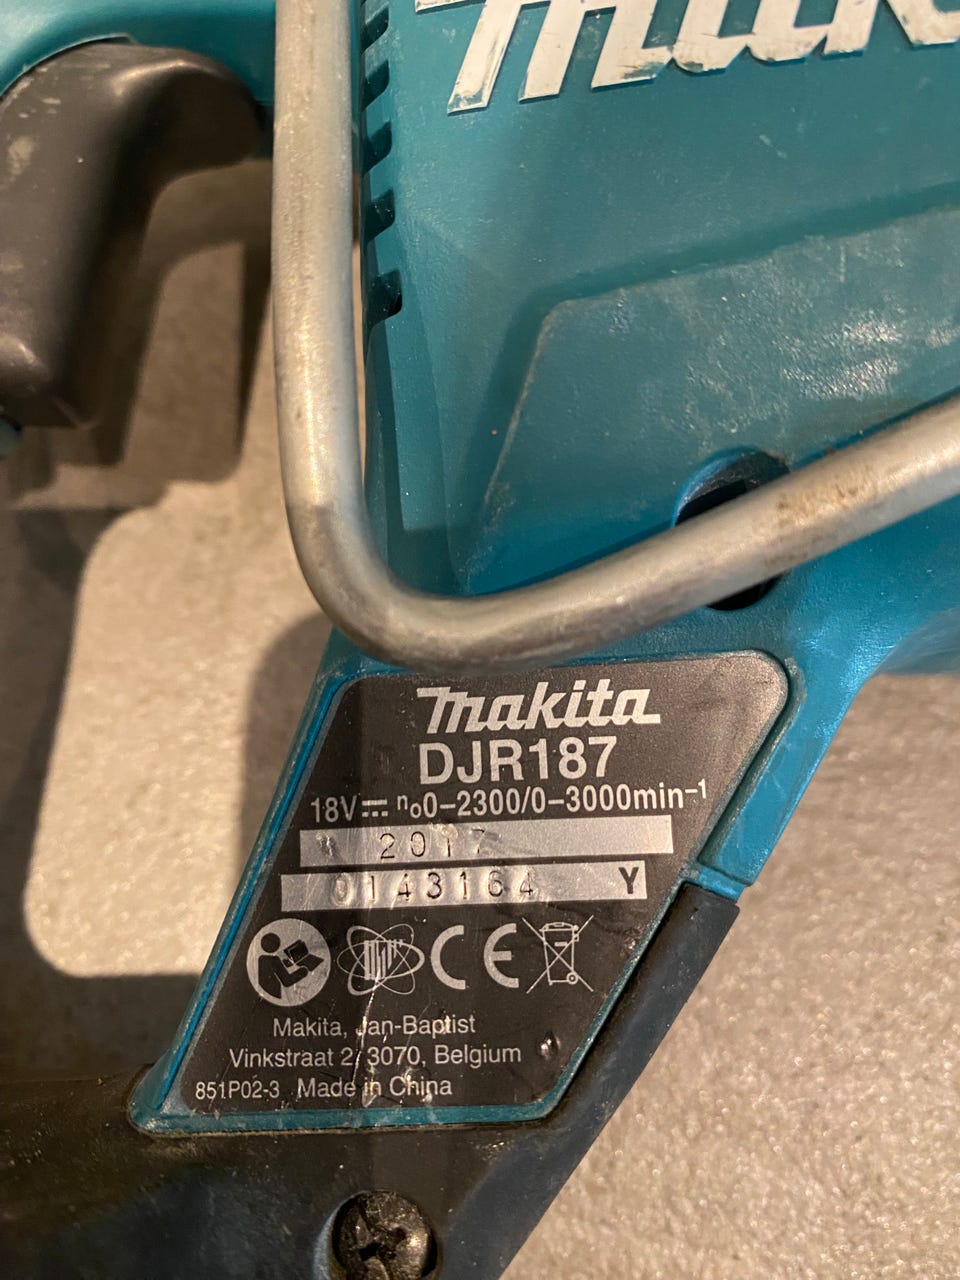 makita
makita
DJR187
18V⎓ n₀0–2300/0–3000min⁻¹
2017
0143164 Y
CE
Makita, Jan-Baptist
Vinkstraat 2, 3070, Belgium
851P02-3 Made in China